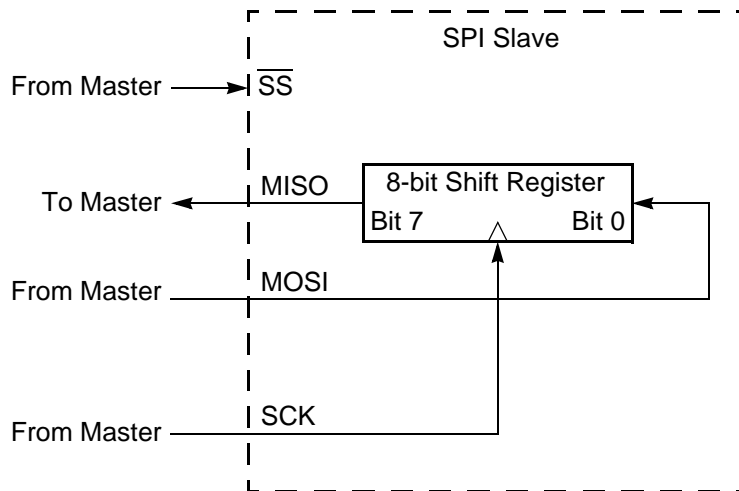 SPI Slave
From Master
SS
To Master
MISO
8-bit Shift Register
Bit 7
Bit 0
From Master
MOSI
From Master
SCK